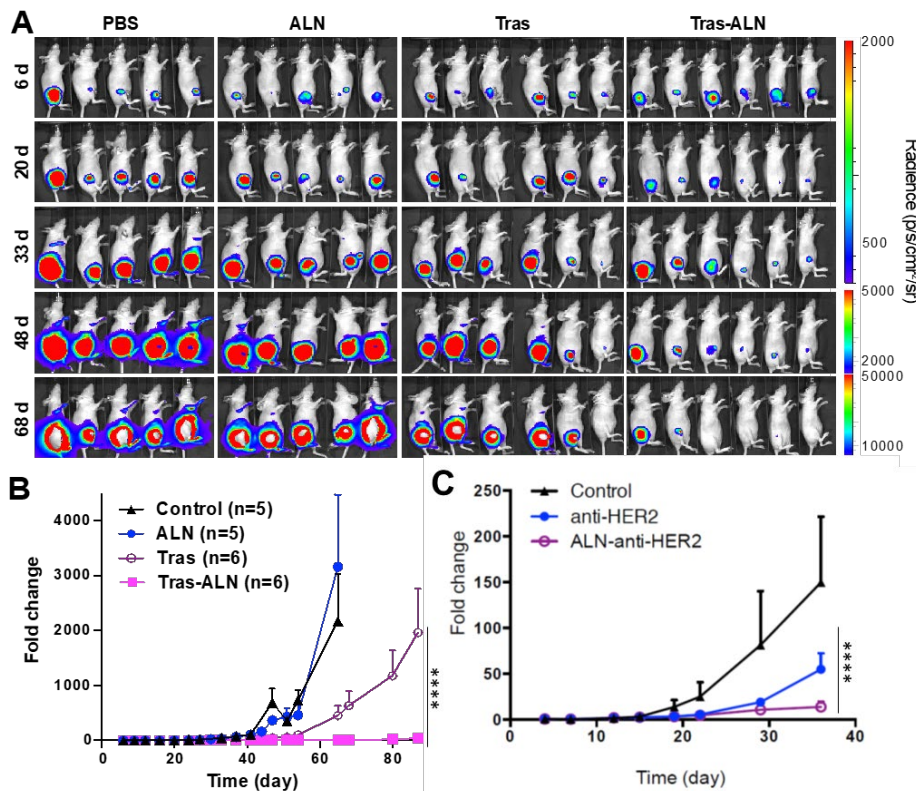 A
PBS ALN Tras Tras-ALN
6 d
20 d
33 d
48 d
68 d
2000
500
5000
2000
50000
10000
Radience (p/s/cm²/sr)
B
Control (n=5)
ALN (n=5)
Tras (n=6)
Tras-ALN (n=6)
Fold change
4000
3000
2000
1000
0
0 20 40 60 80
Time (day)
****
C
Control
anti-HER2
ALN-anti-HER2
Fold change
250
200
150
100
50
0
0 10 20 30 40
Time (day)
****